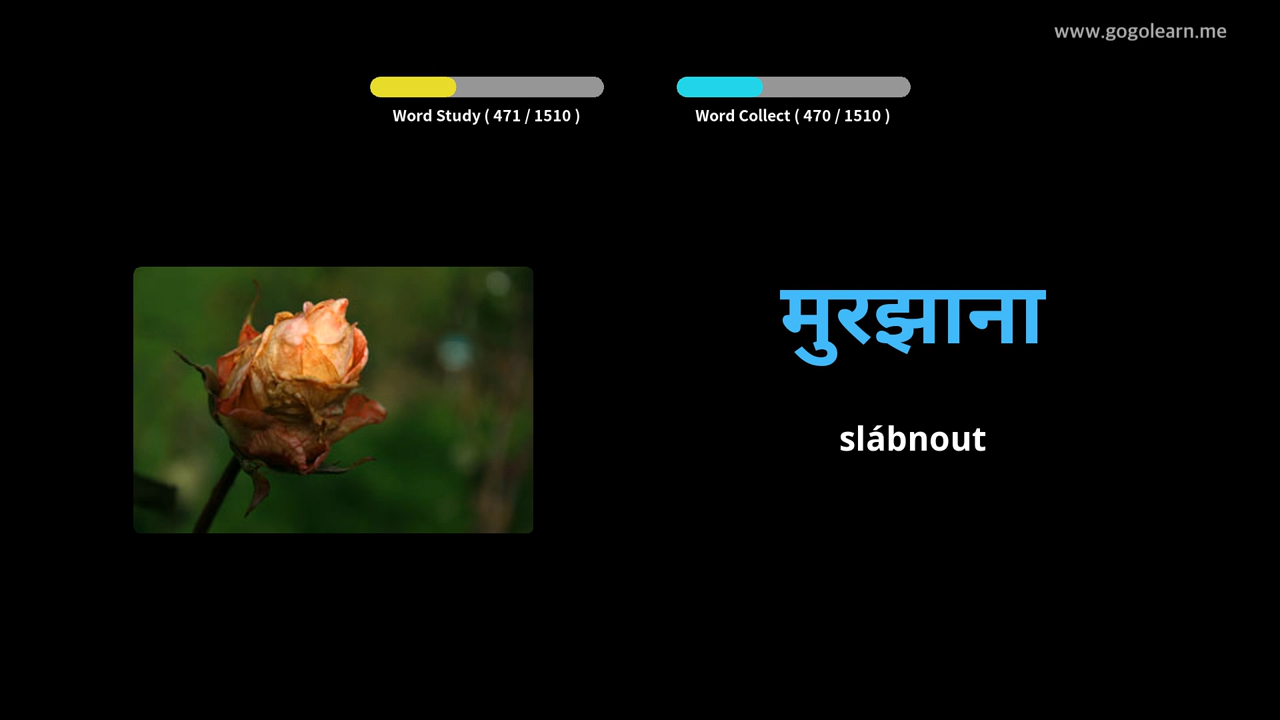 www.gogolearn.me
Word Study ( 471 / 1510 )
Word Collect ( 470 / 1510 )
मुरझाना
slábnout